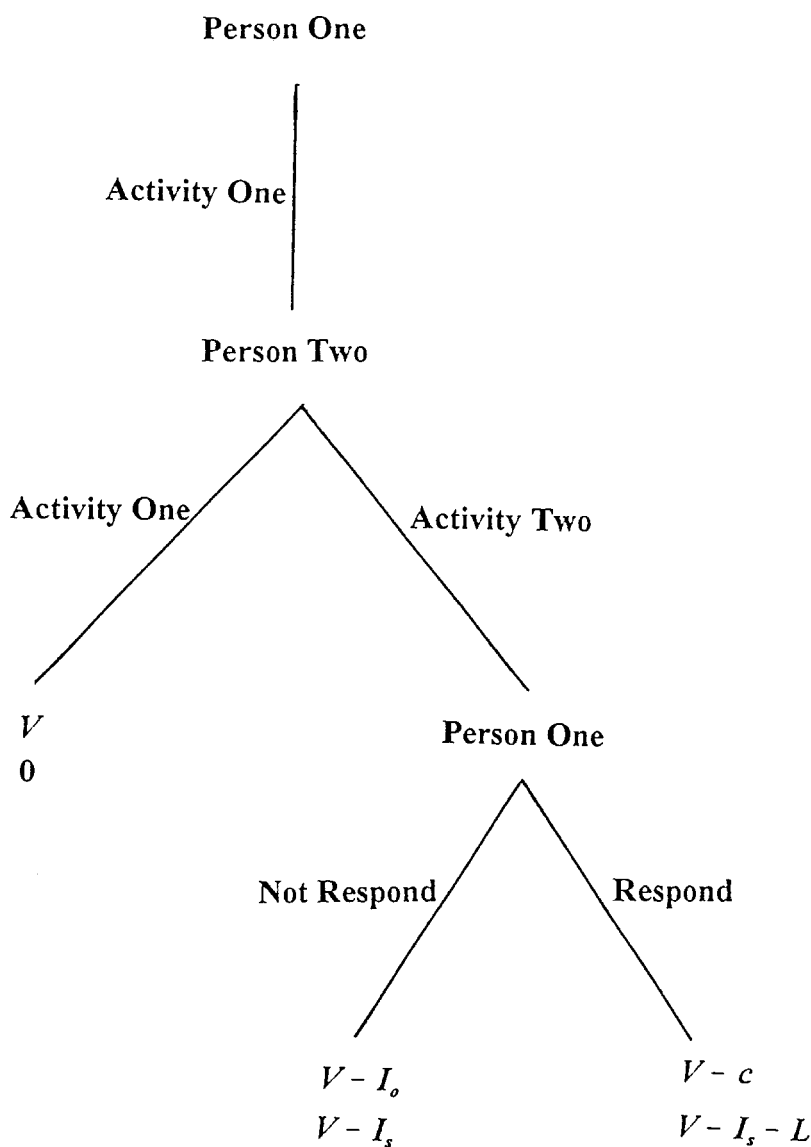 Person One
Activity One
Person Two
Activity One
Activity Two
V
0
Person One
Not Respond
Respond
V - I_o
V - c
V - I_s
V - I_s - L